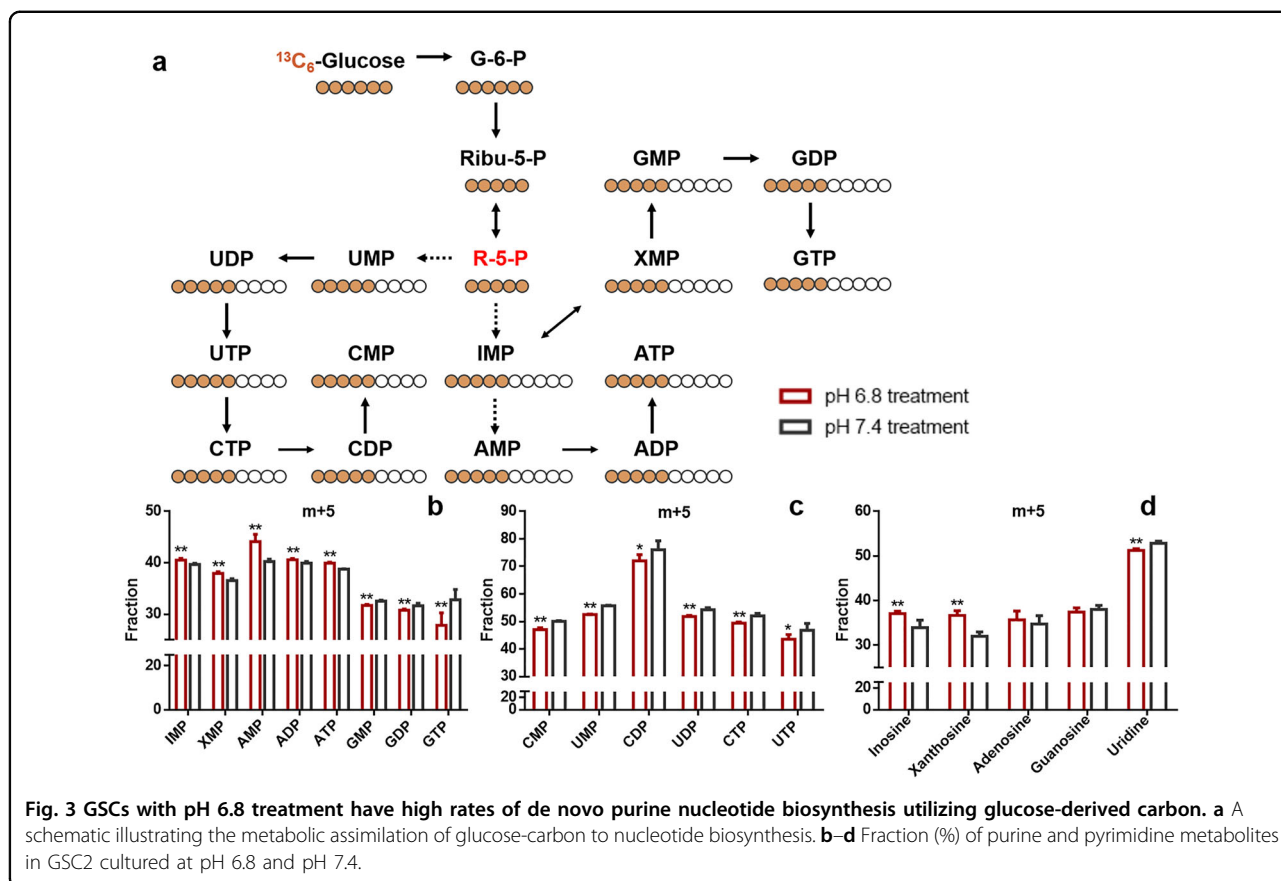 a
¹³C₆-Glucose G-6-P
Ribu-5-P GMP GDP
UDP UMP R-5-P XMP GTP
UTP CMP IMP ATP
CTP CDP AMP ADP
pH 6.8 treatment
pH 7.4 treatment
b
m+5
Fraction
50
40
30
20
0
** ** ** ** ** ** ** **
IMP XMP AMP ADP ATP GMP GDP GTP
c
m+5
Fraction
90
80
70
60
50
40
30
20
0
** ** * ** ** *
CMP UMP CDP UDP CTP UTP
d
m+5
Fraction
60
50
40
30
20
0
** ** **
Inosine Xanthosine Adenosine Guanosine Uridine
Fig. 3 GSCs with pH 6.8 treatment have high rates of de novo purine nucleotide biosynthesis utilizing glucose-derived carbon. a A
schematic illustrating the metabolic assimilation of glucose-carbon to nucleotide biosynthesis. b–d Fraction (%) of purine and pyrimidine metabolites
in GSC2 cultured at pH 6.8 and pH 7.4.